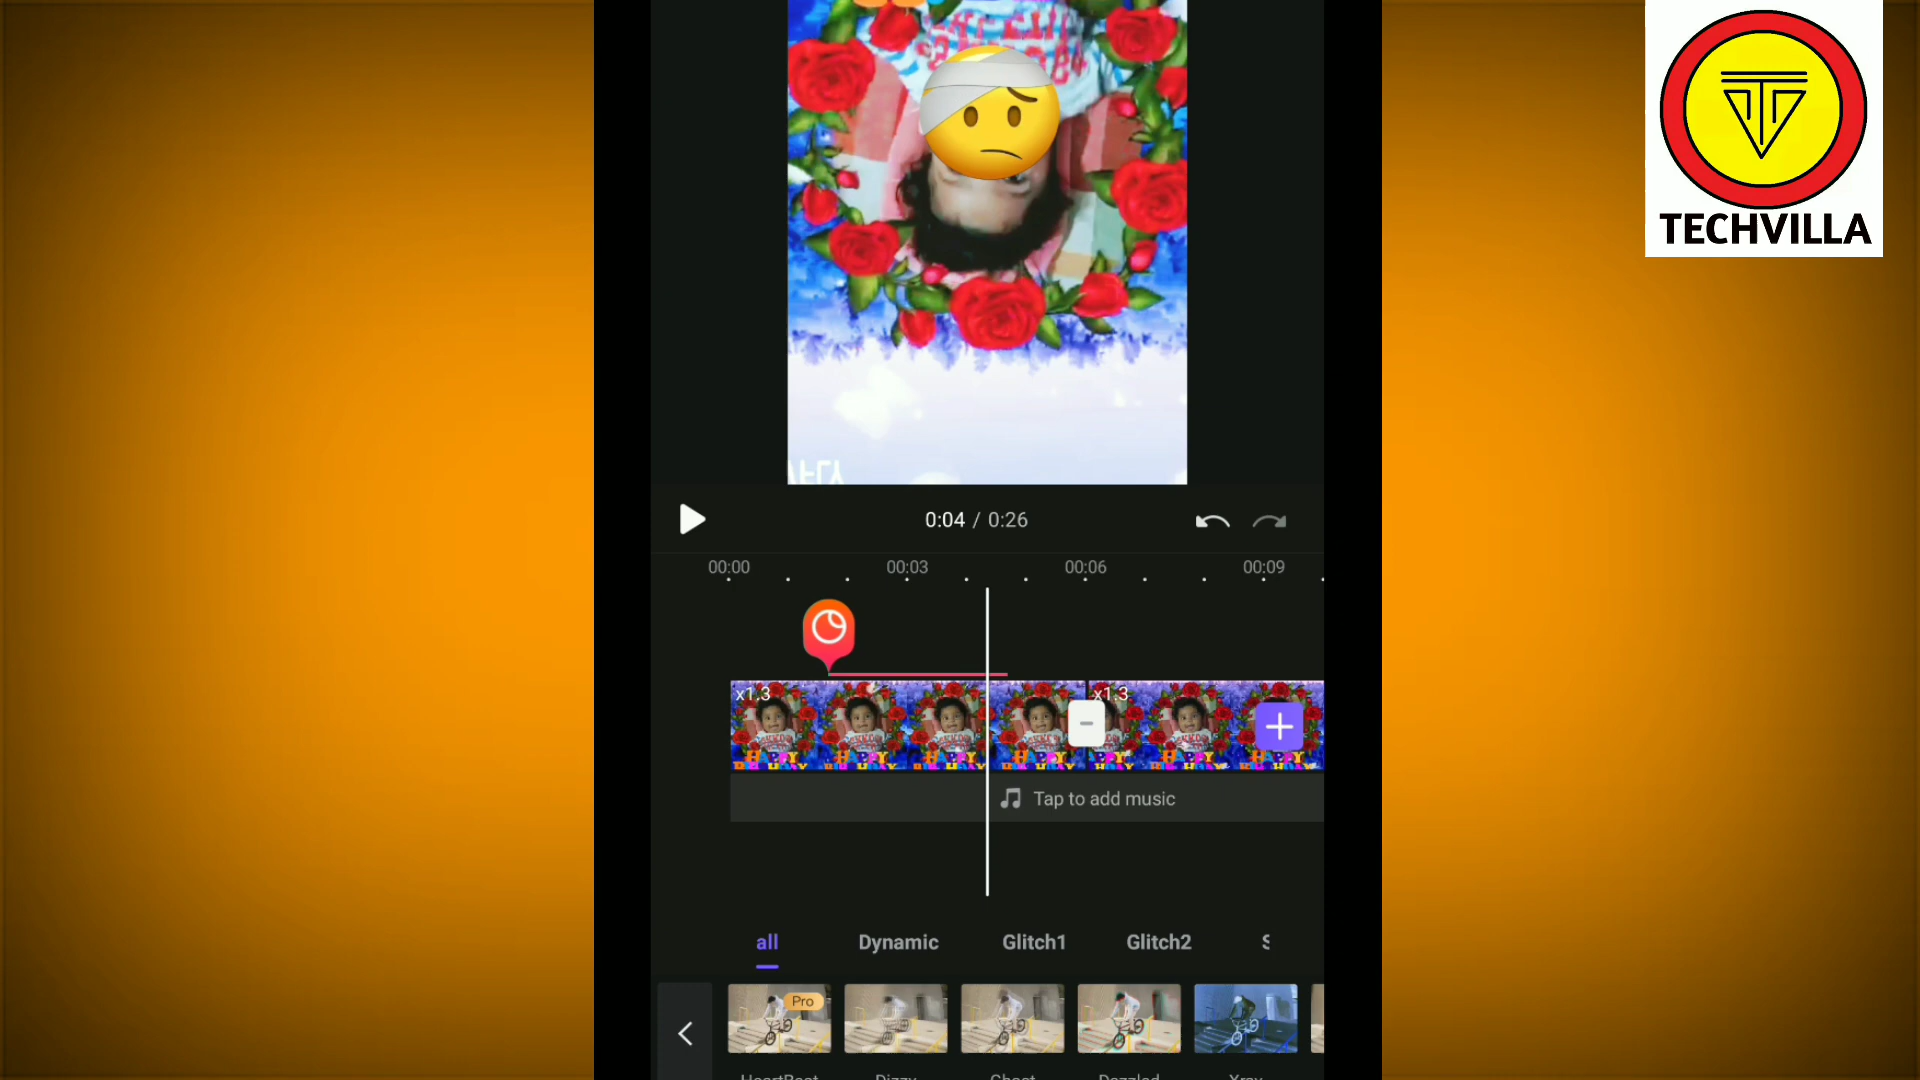 TECHVILLA
0:04 / 0:26
00:00 00:03 00:06 00:09
x1.3 x1.3
Tap to add music
all Dynamic Glitch1 Glitch2
Pro